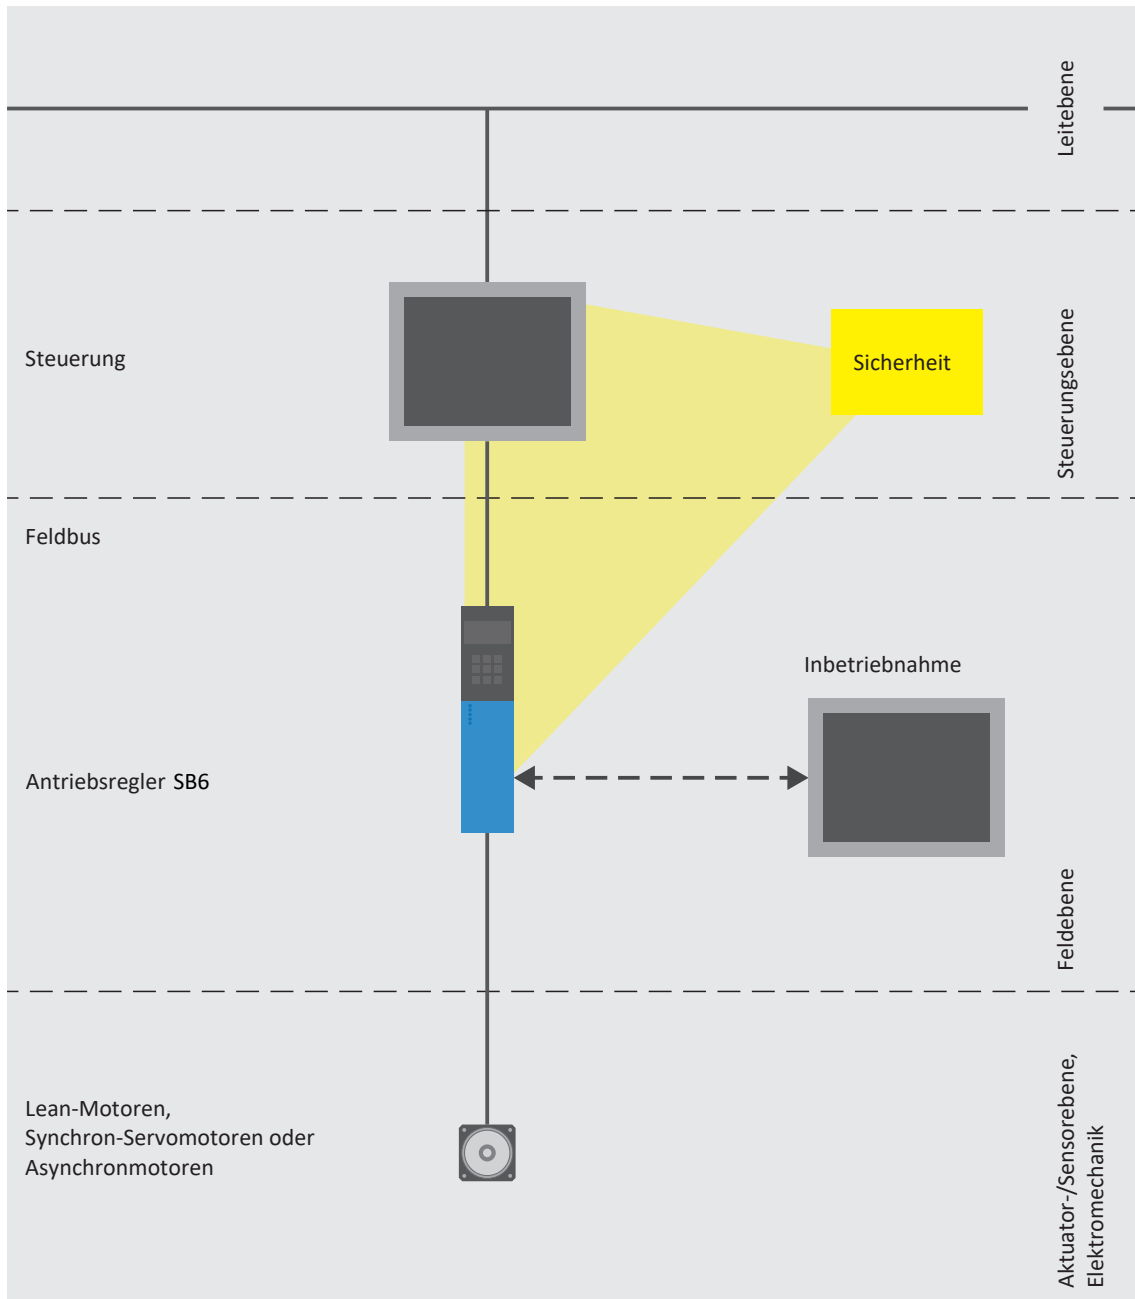 Leitebene
Steuerung
Sicherheit
Steuerungsebene
Feldbus
Inbetriebnahme
Antriebsregler SB6
Feldebene
Lean-Motoren,
Synchron-Servomotoren oder
Asynchronmotoren
Aktuator-/Sensorebene,
Elektromechanik